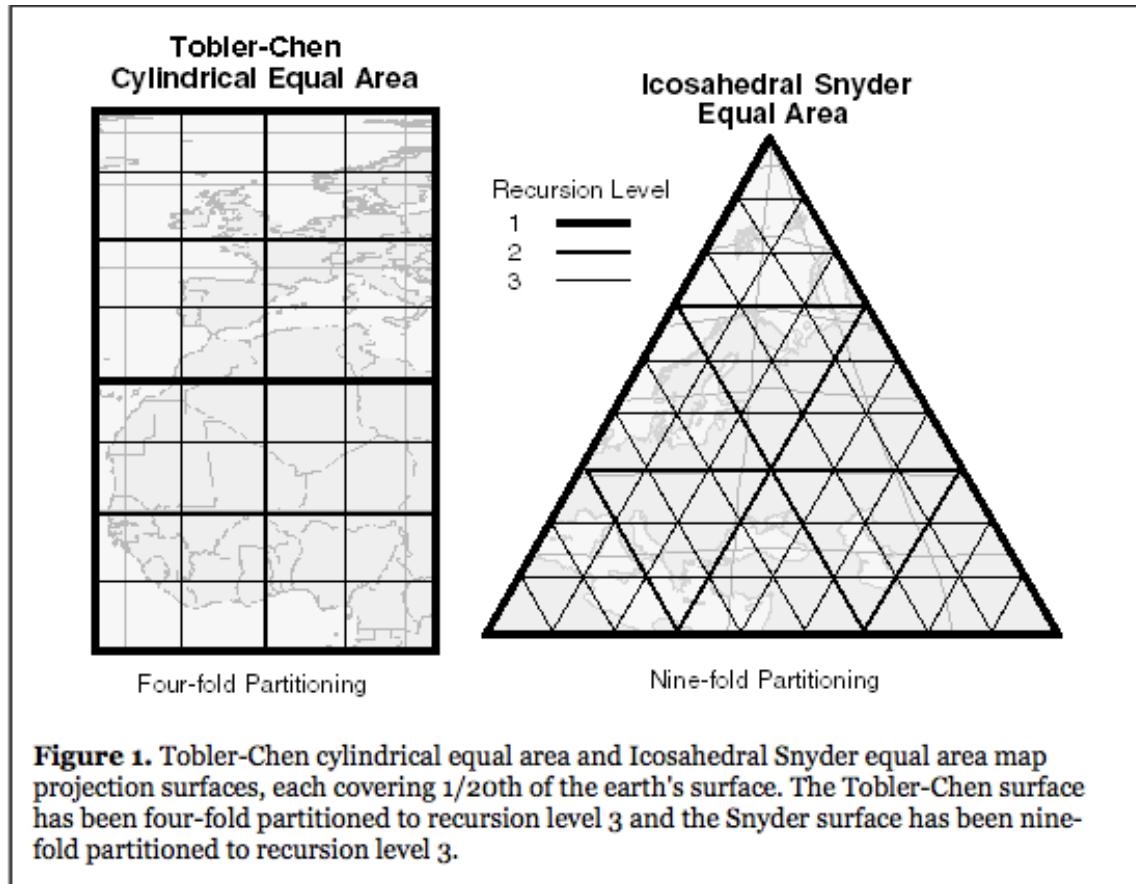 Tobler-Chen
Cylindrical Equal Area
Icosahedral Snyder
Equal Area
Recursion Level
1
2
3
Four-fold Partitioning
Nine-fold Partitioning
Figure 1. Tobler-Chen cylindrical equal area and Icosahedral Snyder equal area map
projection surfaces, each covering 1/20th of the earth's surface. The Tobler-Chen surface
has been four-fold partitioned to recursion level 3 and the Snyder surface has been nine-
fold partitioned to recursion level 3.